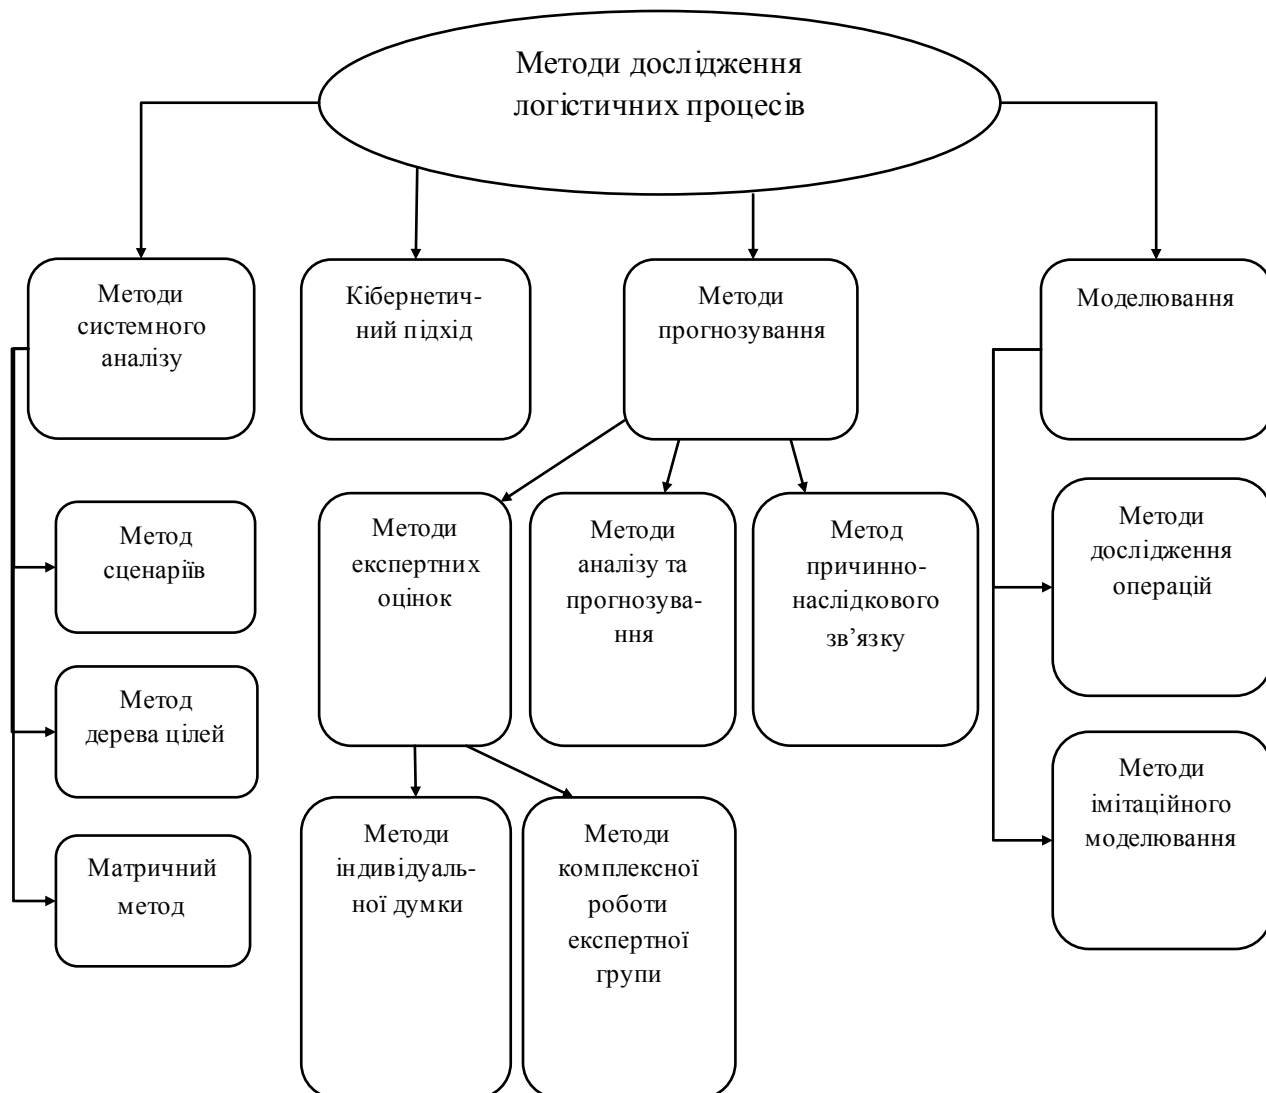 Методи дослідження
логістичних процесів
Методи
системного
аналізу
Кібернетич-
ний підхід
Методи
прогнозування
Моделювання
Метод
сценаріїв
Метод
дерева цілей
Матричний
метод
Методи
експертних
оцінок
Методи
аналізу та
прогнозува-
ння
Метод
причинно-
наслідкового
зв’язку
Методи
індивідуаль-
ної думки
Методи
комплексної
роботи
експертної
групи
Методи
дослідження
операцій
Методи
імітаційного
моделювання